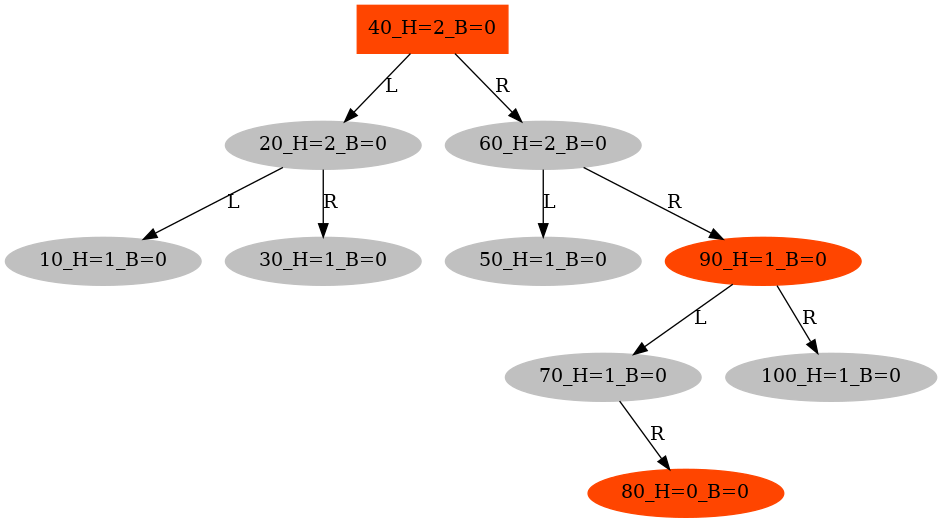 40_H=2_B=0
L
R
20_H=2_B=0
60_H=2_B=0
L
R
L
R
10_H=1_B=0
30_H=1_B=0
50_H=1_B=0
90_H=1_B=0
L
R
70_H=1_B=0
100_H=1_B=0
R
80_H=0_B=0